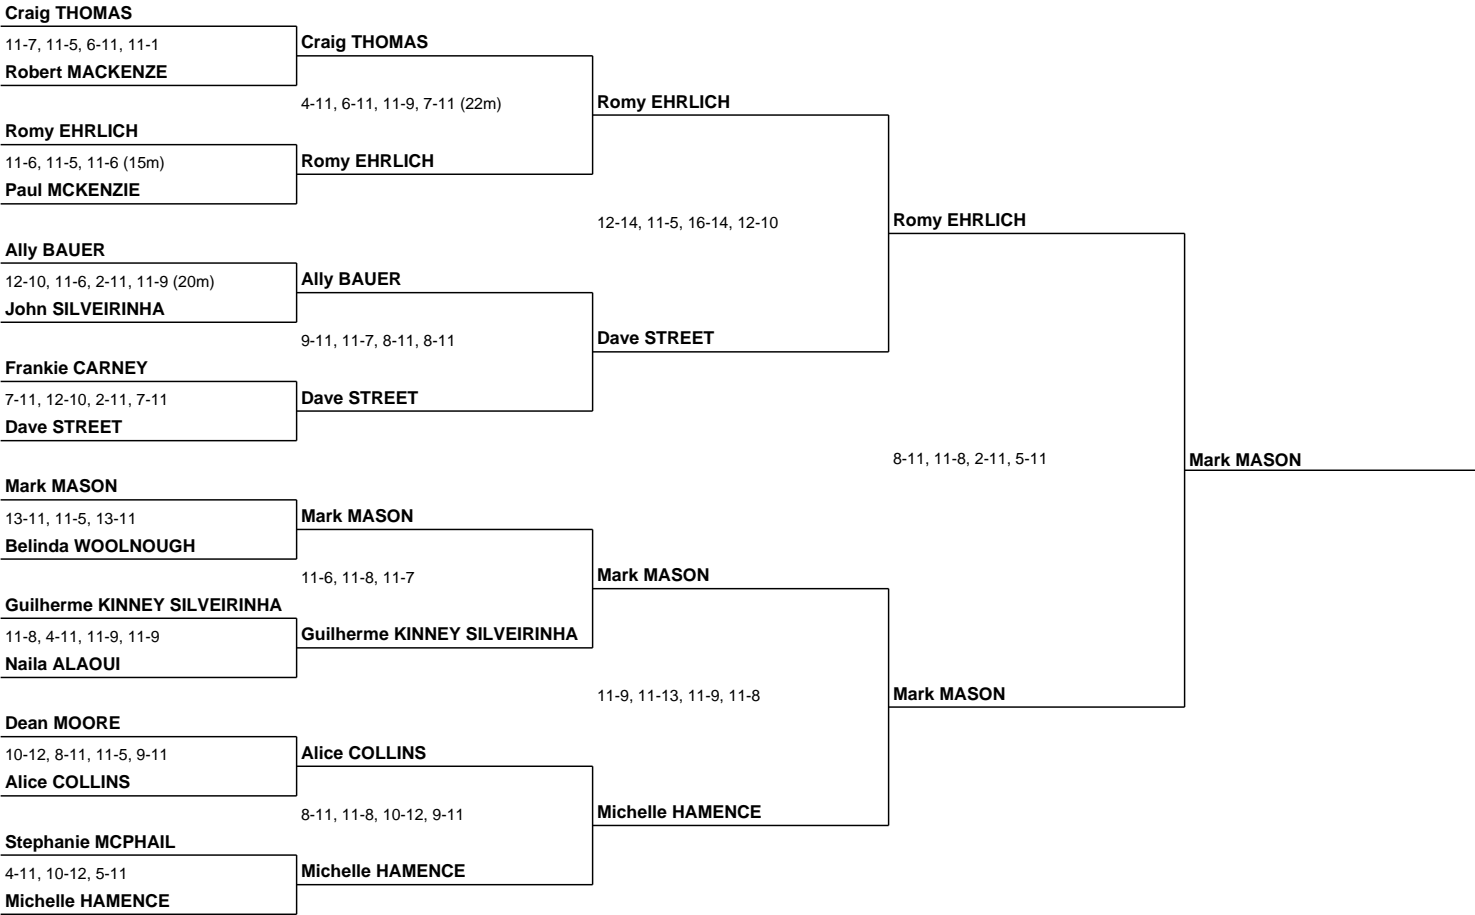 Craig THOMAS
11-7, 11-5, 6-11, 11-1
Robert MACKENZE
Romy EHRLICH
11-6, 11-5, 11-6 (15m)
Paul MCKENZIE
Ally BAUER
12-10, 11-6, 2-11, 11-9 (20m)
John SILVEIRINHA
Frankie CARNEY
7-11, 12-10, 2-11, 7-11
Dave STREET
Mark MASON
13-11, 11-5, 13-11
Belinda WOOLNOUGH
Guilherme KINNEY SILVEIRINHA
11-8, 4-11, 11-9, 11-9
Naila ALAOUI
Dean MOORE
10-12, 8-11, 11-5, 9-11
Alice COLLINS
Stephanie MCPHAIL
4-11, 10-12, 5-11
Michelle HAMENCE
Craig THOMAS
4-11, 6-11, 11-9, 7-11 (22m)
Romy EHRLICH
Ally BAUER
9-11, 11-7, 8-11, 8-11
Dave STREET
Mark MASON
11-6, 11-8, 11-7
Guilherme KINNEY SILVEIRINHA
Alice COLLINS
8-11, 11-8, 10-12, 9-11
Michelle HAMENCE
Romy EHRLICH
12-14, 11-5, 16-14, 12-10
Dave STREET
Mark MASON
11-9, 11-13, 11-9, 11-8
Michelle HAMENCE
Romy EHRLICH
8-11, 11-8, 2-11, 5-11
Mark MASON
Mark MASON